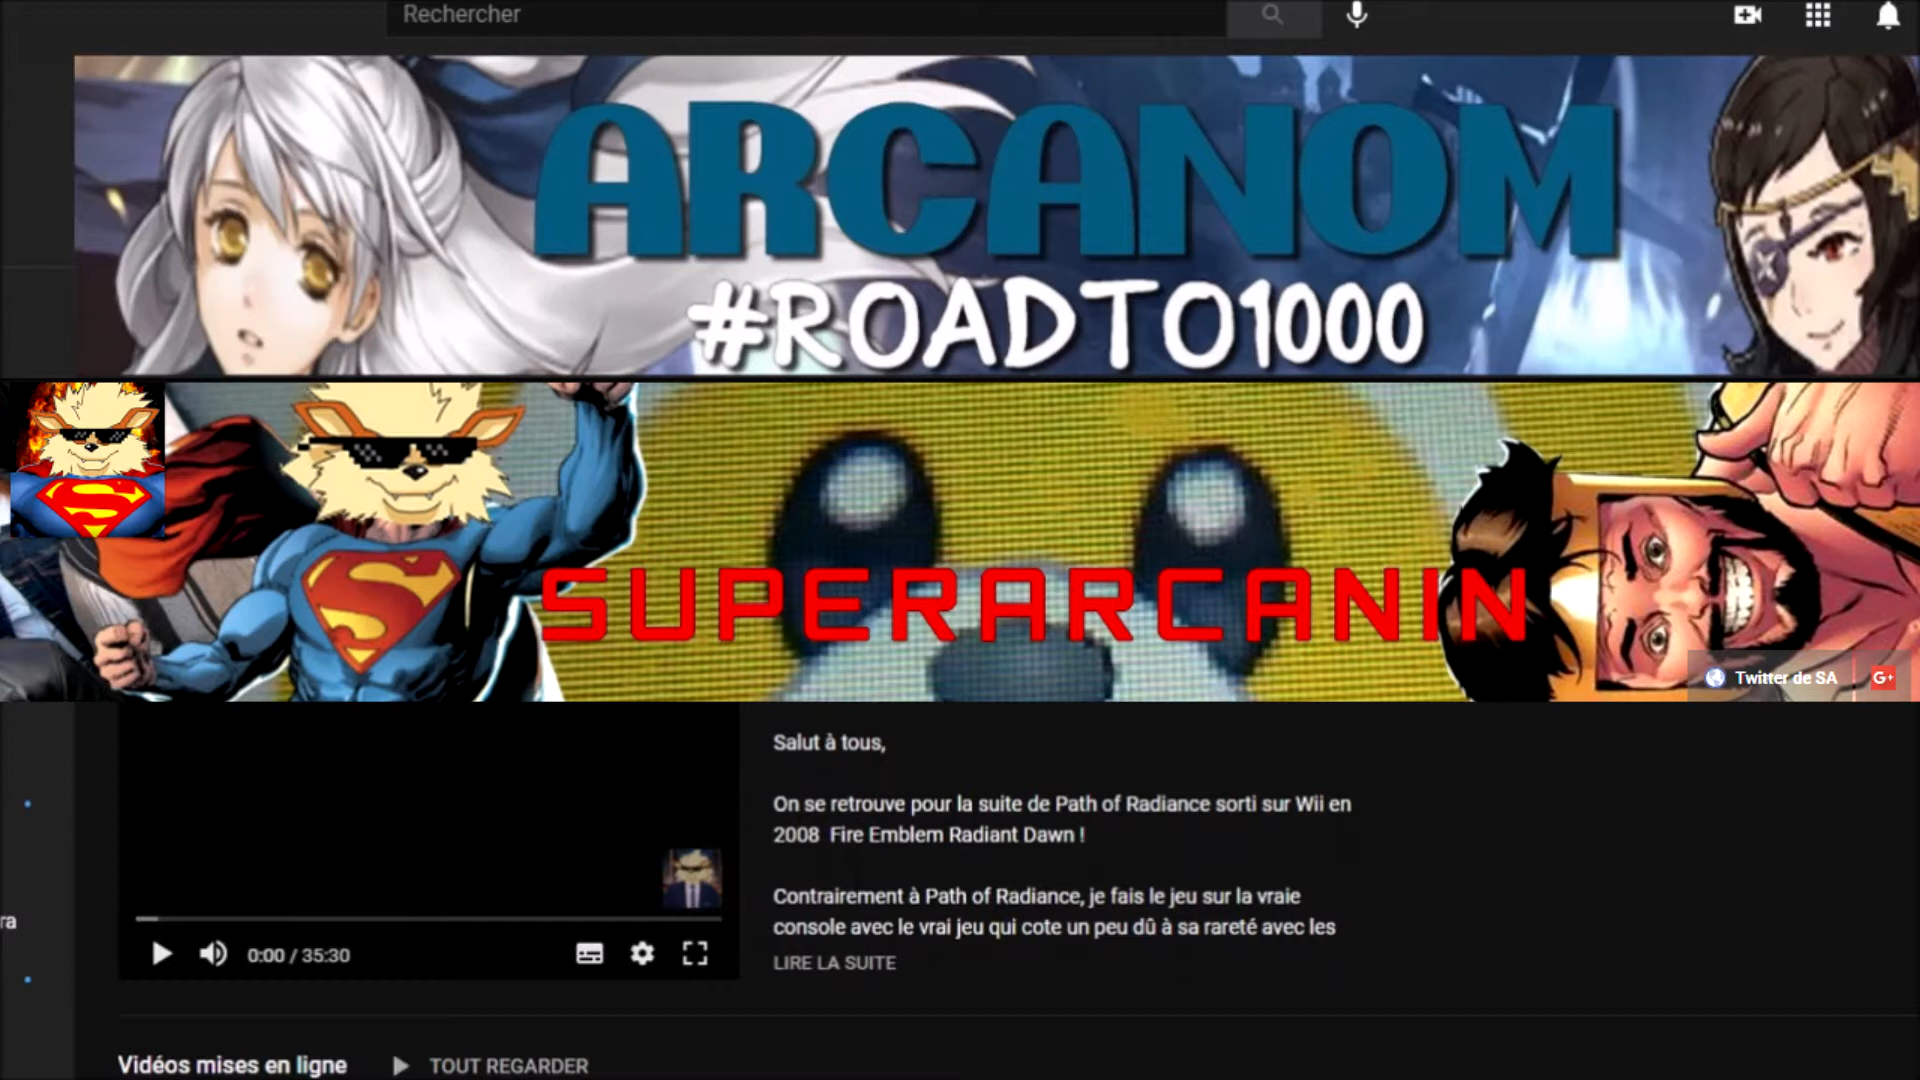 Rechercher
ARCANOM
#ROADTO1000
SUPERARCANIN
Twitter de SA
G+
Salut à tous,
On se retrouve pour la suite de Path of Radiance sorti sur Wii en
2008 Fire Emblem Radiant Dawn !
Contrairement à Path of Radiance, je fais le jeu sur la vraie
console avec le vrai jeu qui cote un peu dû à sa rareté avec les
LIRE LA SUITE
ra
0:00 / 35:30
Vidéos mises en ligne
TOUT REGARDER